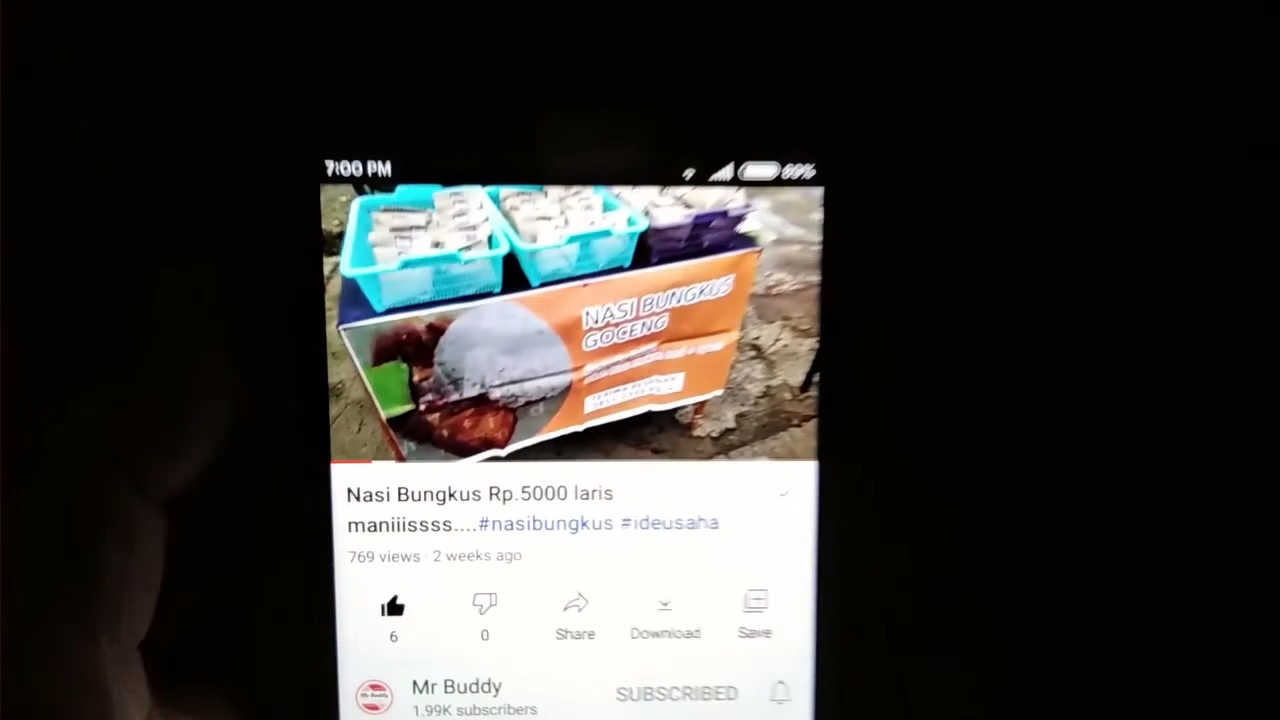 7:00 PM
NASI BUNGKUS
GOCENG
Nasi Bungkus Rp.5000 laris
maniiissss....#nasibungkus #ideusaha
769 views · 2 weeks ago
6
0
Share
Download
Save
Mr Buddy
SUBSCRIBED
1.99K subscribers